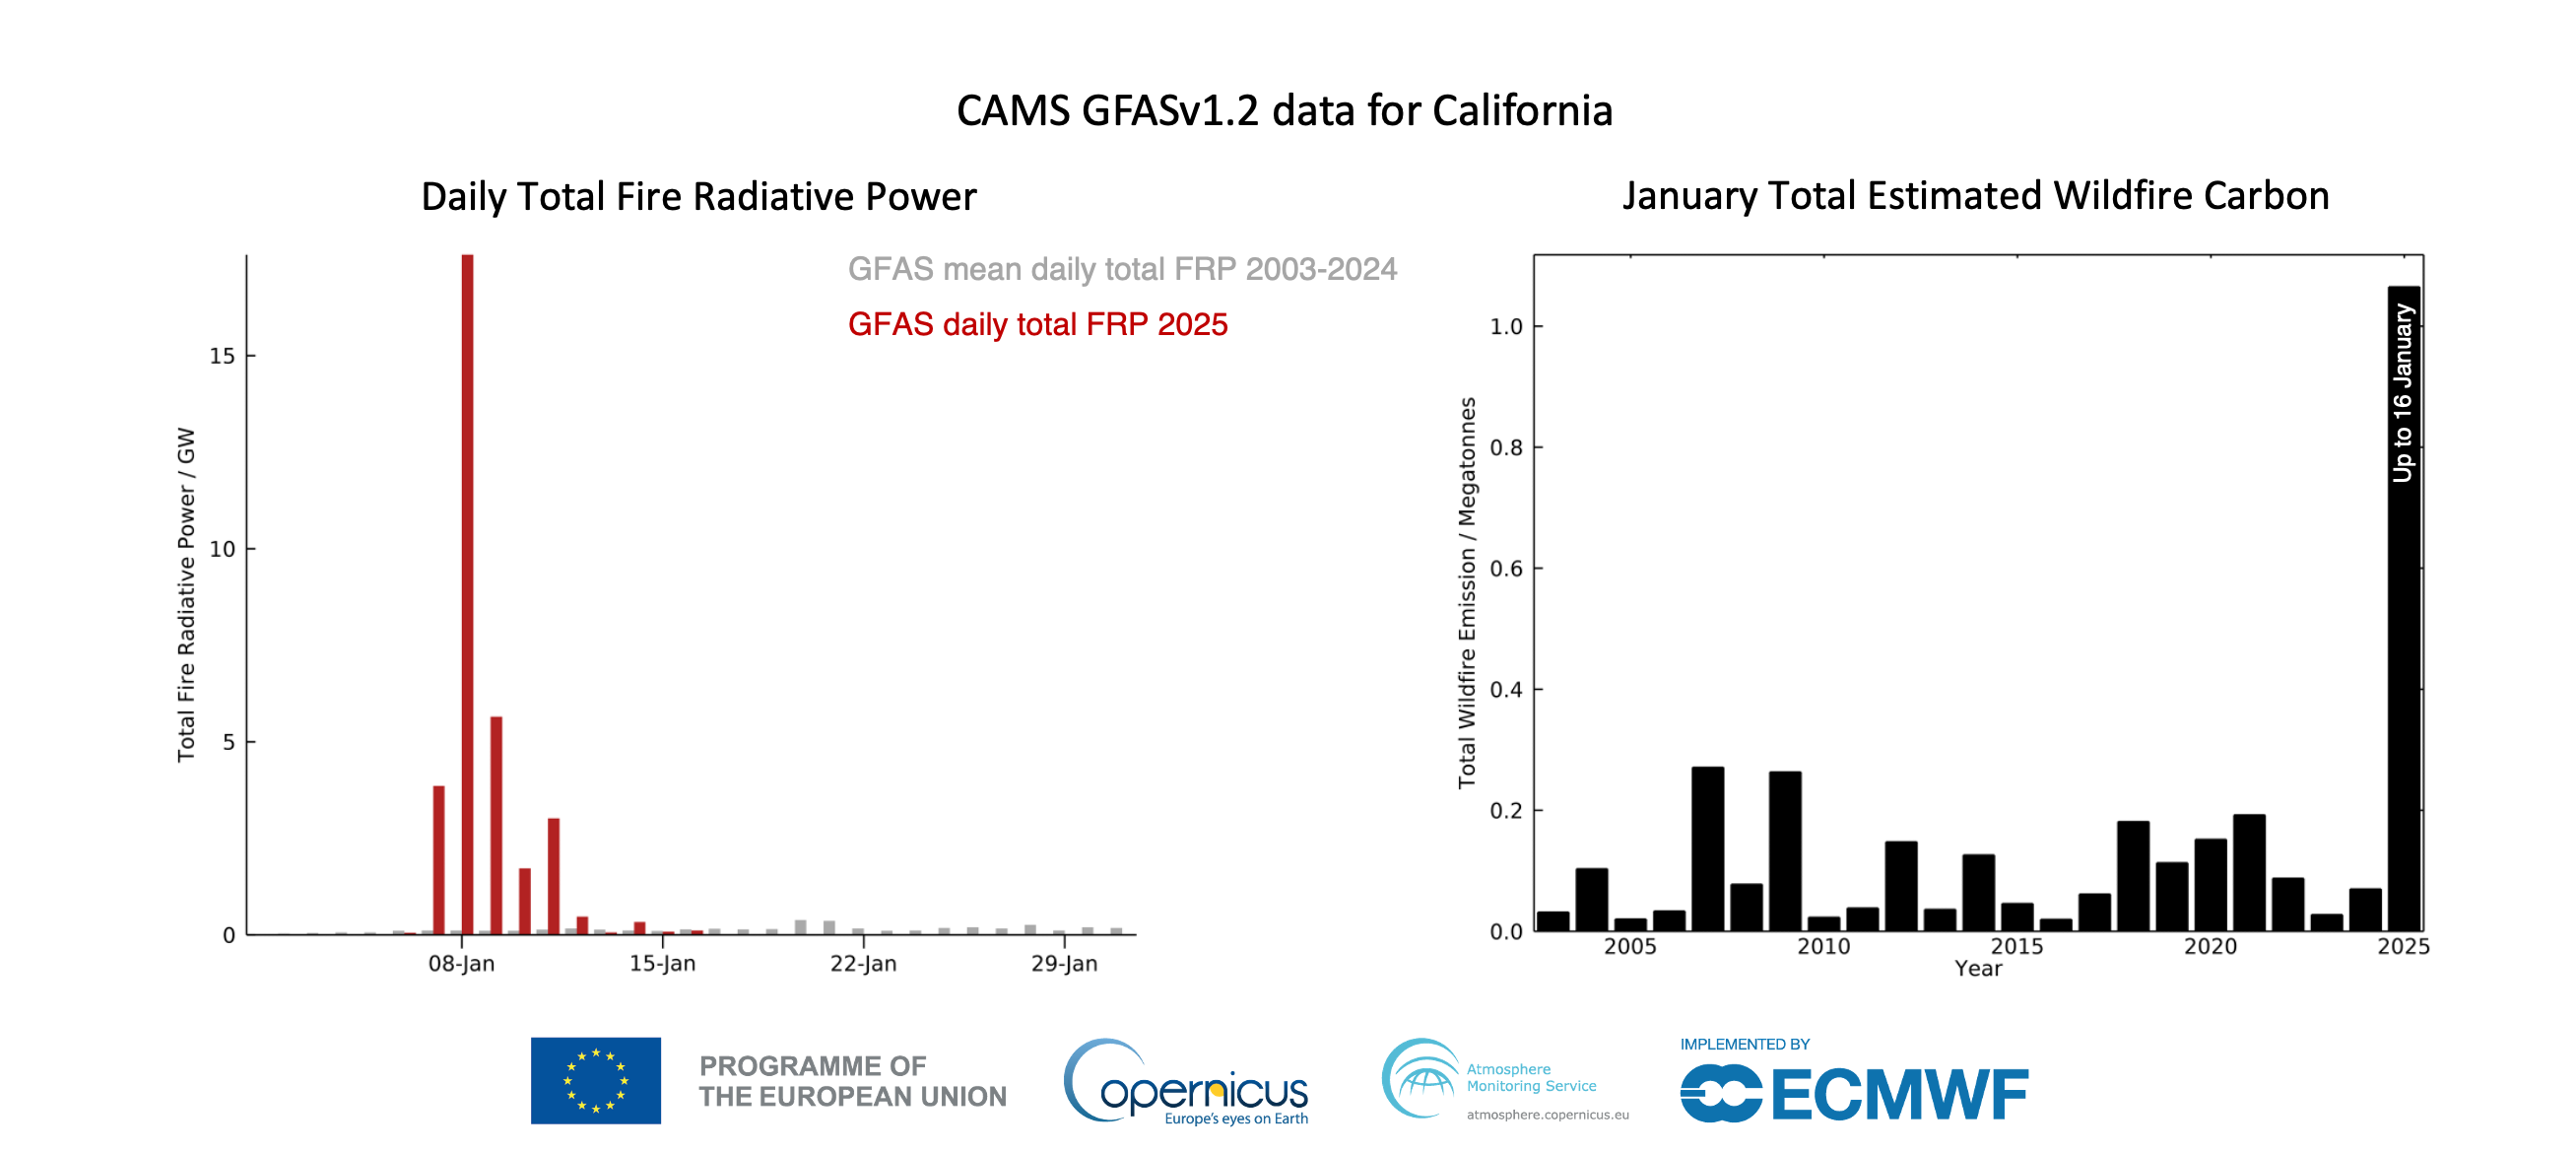 CAMS GFASv1.2 data for California
Daily Total Fire Radiative Power
GFAS mean daily total FRP 2003-2024
GFAS daily total FRP 2025
Total Fire Radiative Power / GW
15
10
5
0
08-Jan
15-Jan
22-Jan
29-Jan
January Total Estimated Wildfire Carbon
Total Wildfire Emission / Megatonnes
1.0
0.8
0.6
0.4
0.2
0.0
Up to 16 January
2005
2010
2015
2020
2025
Year
PROGRAMME OF
THE EUROPEAN UNION
Copernicus
Europe's eyes on Earth
Atmosphere
Monitoring Service
atmosphere.copernicus.eu
IMPLEMENTED BY
ECMWF